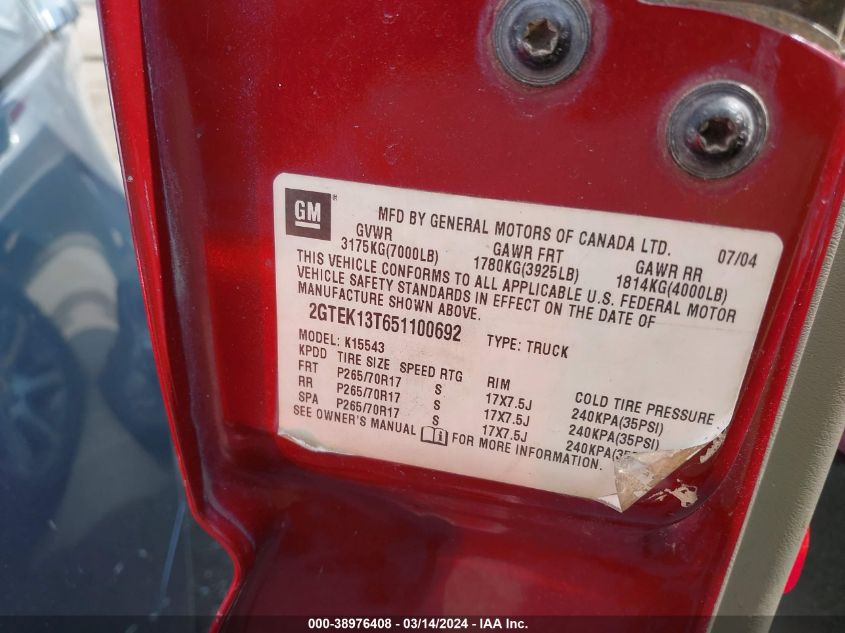 GM®
MFD BY GENERAL MOTORS OF CANADA LTD. 07/04
GVWR GAWR FRT GAWR RR
3175KG(7000LB) 1780KG(3925LB) 1814KG(4000LB)
THIS VEHICLE CONFORMS TO ALL APPLICABLE U.S. FEDERAL MOTOR
VEHICLE SAFETY STANDARDS IN EFFECT ON THE DATE OF
MANUFACTURE SHOWN ABOVE.
2GTEK13T651100692 TYPE: TRUCK
MODEL: K15543
KPDD TIRE SIZE SPEED RTG RIM COLD TIRE PRESSURE
FRT P265/70R17 S 17X7.5J 240KPA(35PSI)
RR P265/70R17 S 17X7.5J 240KPA(35PSI)
SPA P265/70R17 S 17X7.5J 240KPA(35PSI)
SEE OWNER'S MANUAL FOR MORE INFORMATION.
000-38976408 - 03/14/2024 - IAA Inc.